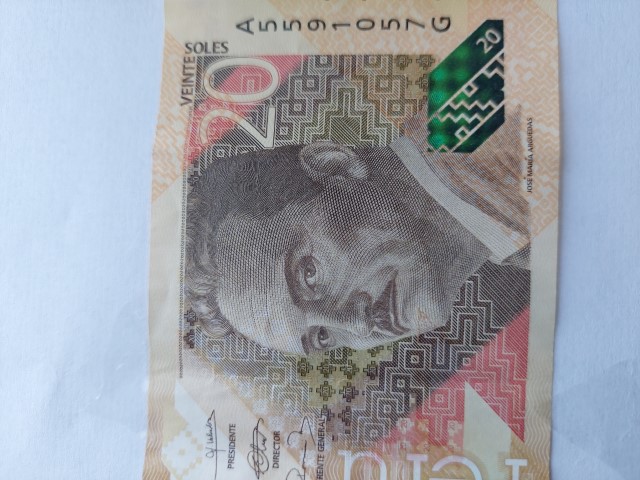 VEINTE
SOLES
20
PRESIDENTE
DIRECTOR
RENTE GENERAL
A5591057G
20
JOSÉ MARÍA ARGUEDAS